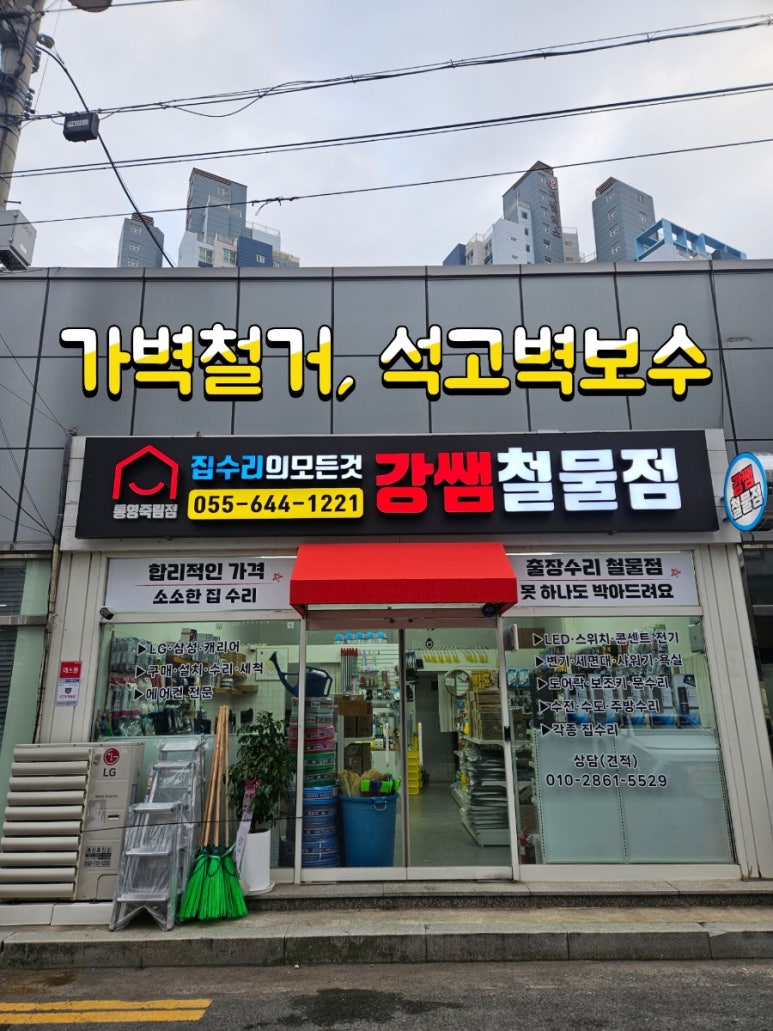 가벽철거, 석고벽보수
집수리의모든것
055-644-1221
강쌤철물점
통영죽림점
강쌤
철물점
합리적인 가격
소소한 집 수리
출장수리 철물점
못 하나도 박아드려요
▶LG·삼성·캐리어
▶구매·설치·수리·세척
▶에어컨 전문
▶LED·스위치·콘센트·전기
▶변기·세면대·샤워기·욕실
▶도어락·보조키·문수리
▶수전·수도·주방수리
▶각종 집수리
상담(견적)
010-2861-5529
LG